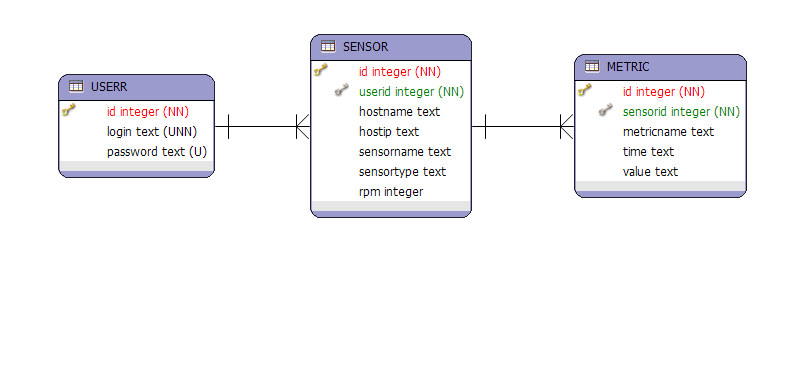 USERR
id integer (NN)
login text (UNN)
password text (U)
SENSOR
id integer (NN)
userid integer (NN)
hostname text
hostip text
sensorname text
sensortype text
rpm integer
METRIC
id integer (NN)
sensorid integer (NN)
metricname text
time text
value text